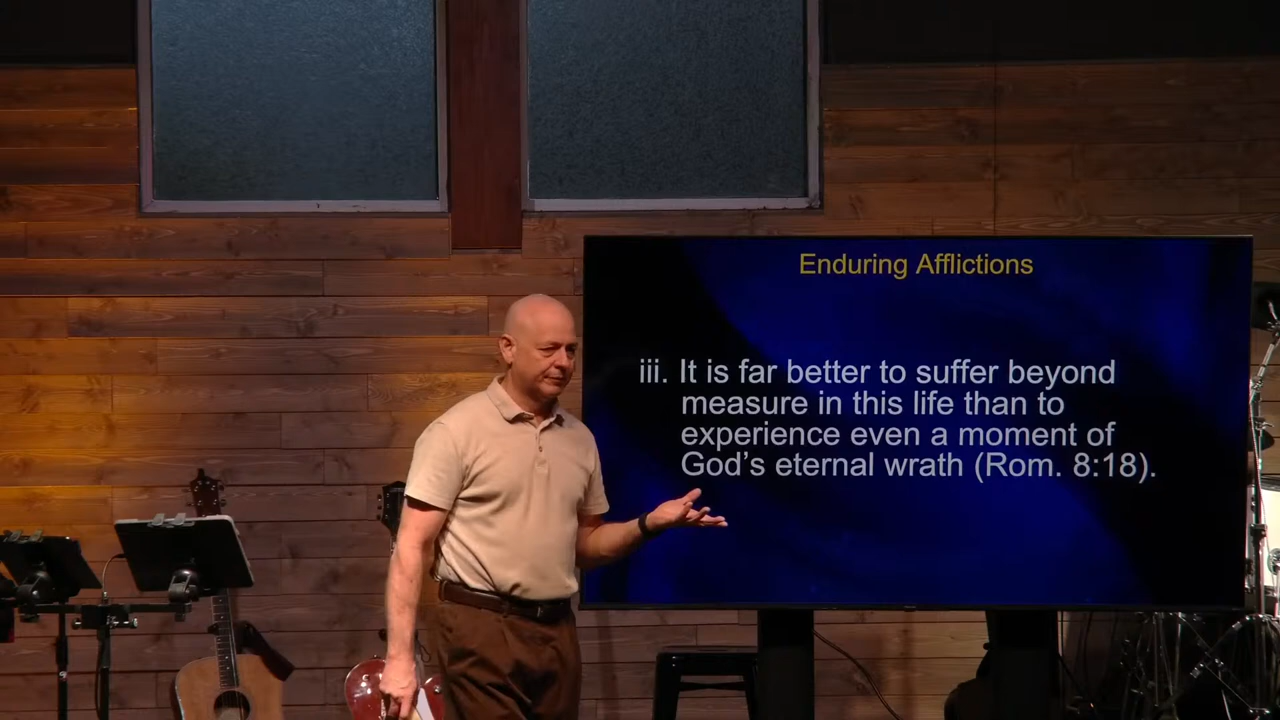 Enduring Afflictions
iii. It is far better to suffer beyond
measure in this life than to
experience even a moment of
God’s eternal wrath (Rom. 8:18).